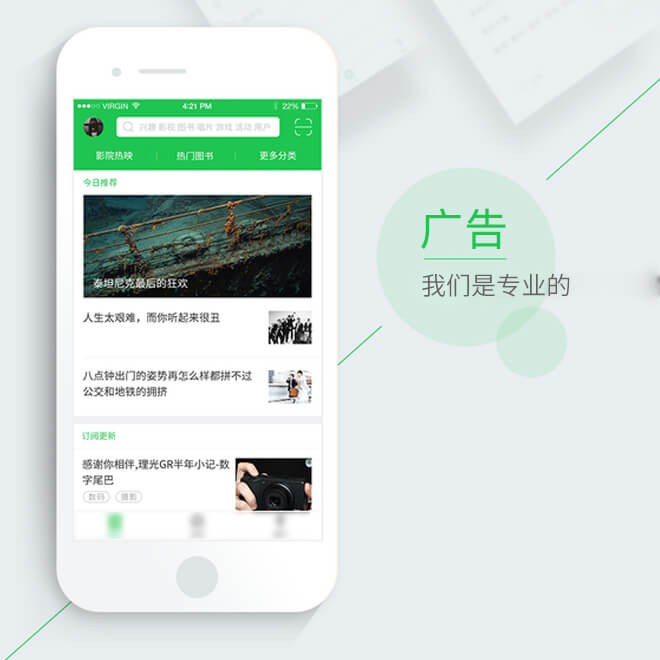 ●●●○○ VIRGIN 4:21 PM 22%
兴趣 影视 图书 唱片 游戏 活动 用户
影院热映 热门图书 更多分类
今日推荐
泰坦尼克最后的狂欢
人生太艰难，而你听起来很丑
八点钟出门的姿势再怎么样都拼不过
公交和地铁的拥挤
订阅更新
感谢你相伴,理光GR半年小记-数
字尾巴
数码 摄影
广告
我们是专业的